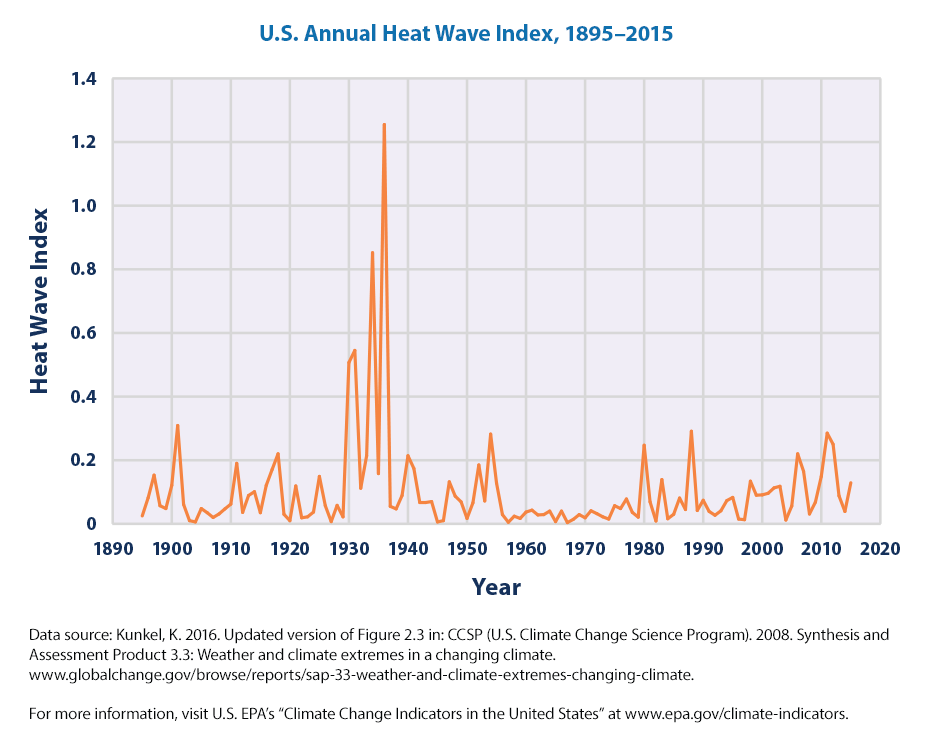 U.S. Annual Heat Wave Index, 1895–2015
1.4
1.2
1.0
0.8
0.6
0.4
0.2
0
Heat Wave Index
1890 1900 1910 1920 1930 1940 1950 1960 1970 1980 1990 2000 2010 2020
Year
Data source: Kunkel, K. 2016. Updated version of Figure 2.3 in: CCSP (U.S. Climate Change Science Program). 2008. Synthesis and
Assessment Product 3.3: Weather and climate extremes in a changing climate.
www.globalchange.gov/browse/reports/sap-33-weather-and-climate-extremes-changing-climate.
For more information, visit U.S. EPA’s “Climate Change Indicators in the United States” at www.epa.gov/climate-indicators.